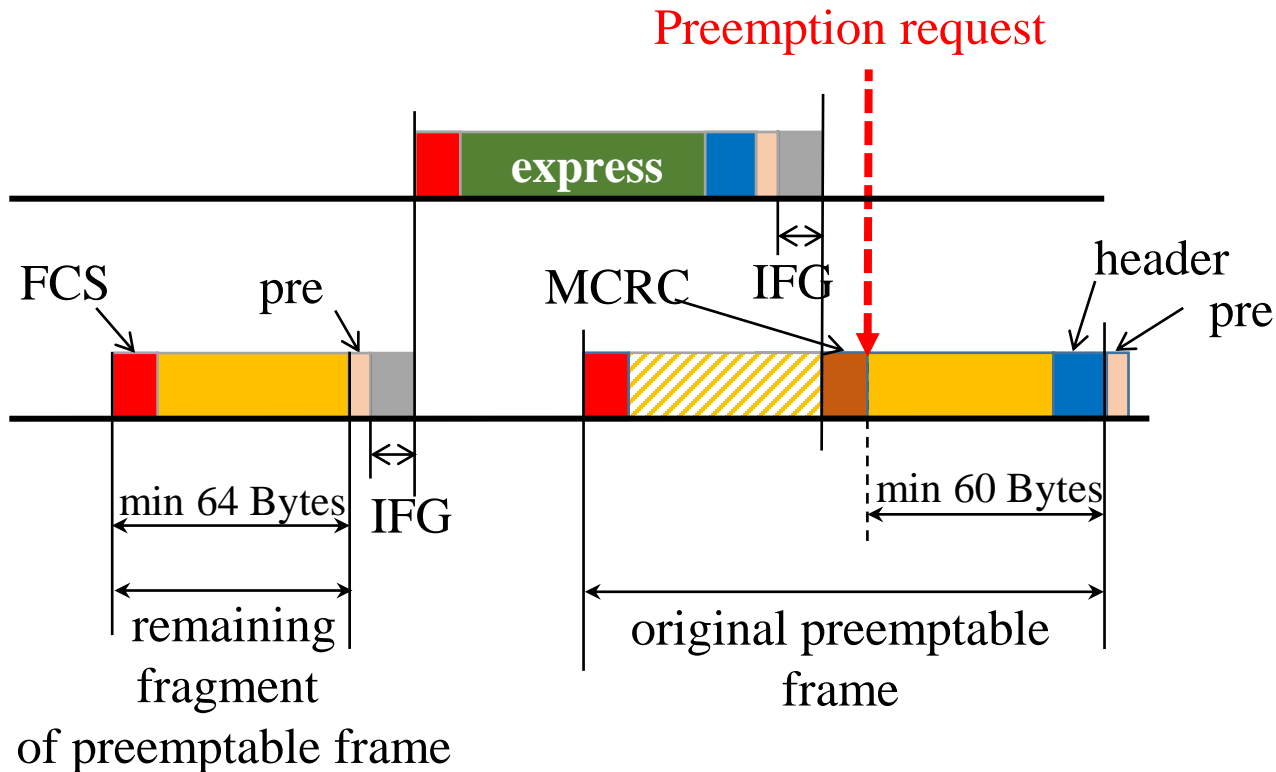 Preemption request
express
IFG
header
FCS
pre
MCRC
pre
min 64 Bytes
IFG
min 60 Bytes
remaining
fragment
of preemptable frame
original preemptable
frame